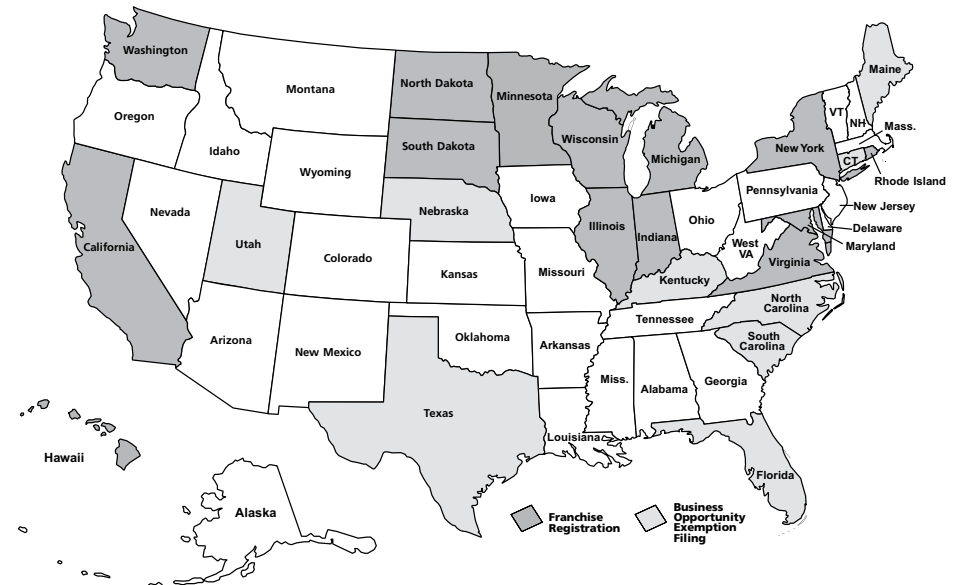 Washington
Montana
North Dakota
Minnesota
Maine
Oregon
Idaho
South Dakota
Wisconsin
Michigan
New York
VT
NH
Mass.
CT
Rhode Island
Wyoming
Nebraska
Iowa
Illinois
Indiana
Ohio
Pennsylvania
New Jersey
Delaware
Maryland
Nevada
Utah
California
Colorado
Kansas
Missouri
Kentucky
West
VA
Virginia
North
Carolina
Tennessee
South
Carolina
Arizona
New Mexico
Oklahoma
Arkansas
Miss.
Alabama
Georgia
Texas
Louisiana
Florida
Hawaii
Alaska
Franchise
Registration
Business
Opportunity
Exemption
Filing